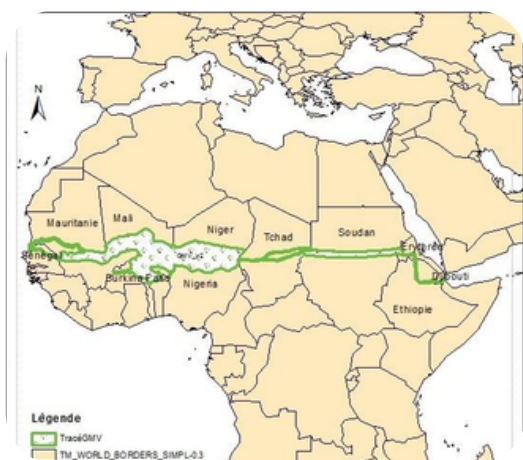 N
Mauritanie
Mali
Niger
Tchad
Soudan
Erythrée
Sénégal
Burkina Faso
Nigeria
Djibouti
Ethiopie
Légende
TracéGMV
TM_WORLD_BORDERS_SIMPL-0.3